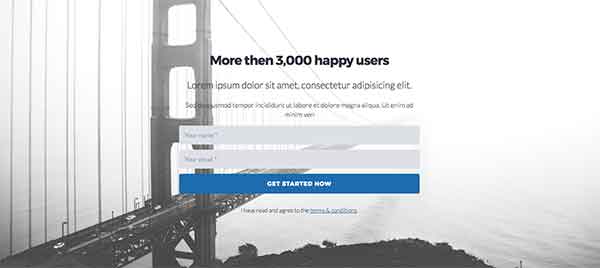 More then 3,000 happy users
Lorem ipsum dolor sit amet, consectetur adipisicing elit.
Sed do eiusmod tempor incididunt ut labore et dolore magna aliqua. Ut enim ad
minim ven
Your name *
Your email *
GET STARTED NOW
I have read and agree to the terms & conditions